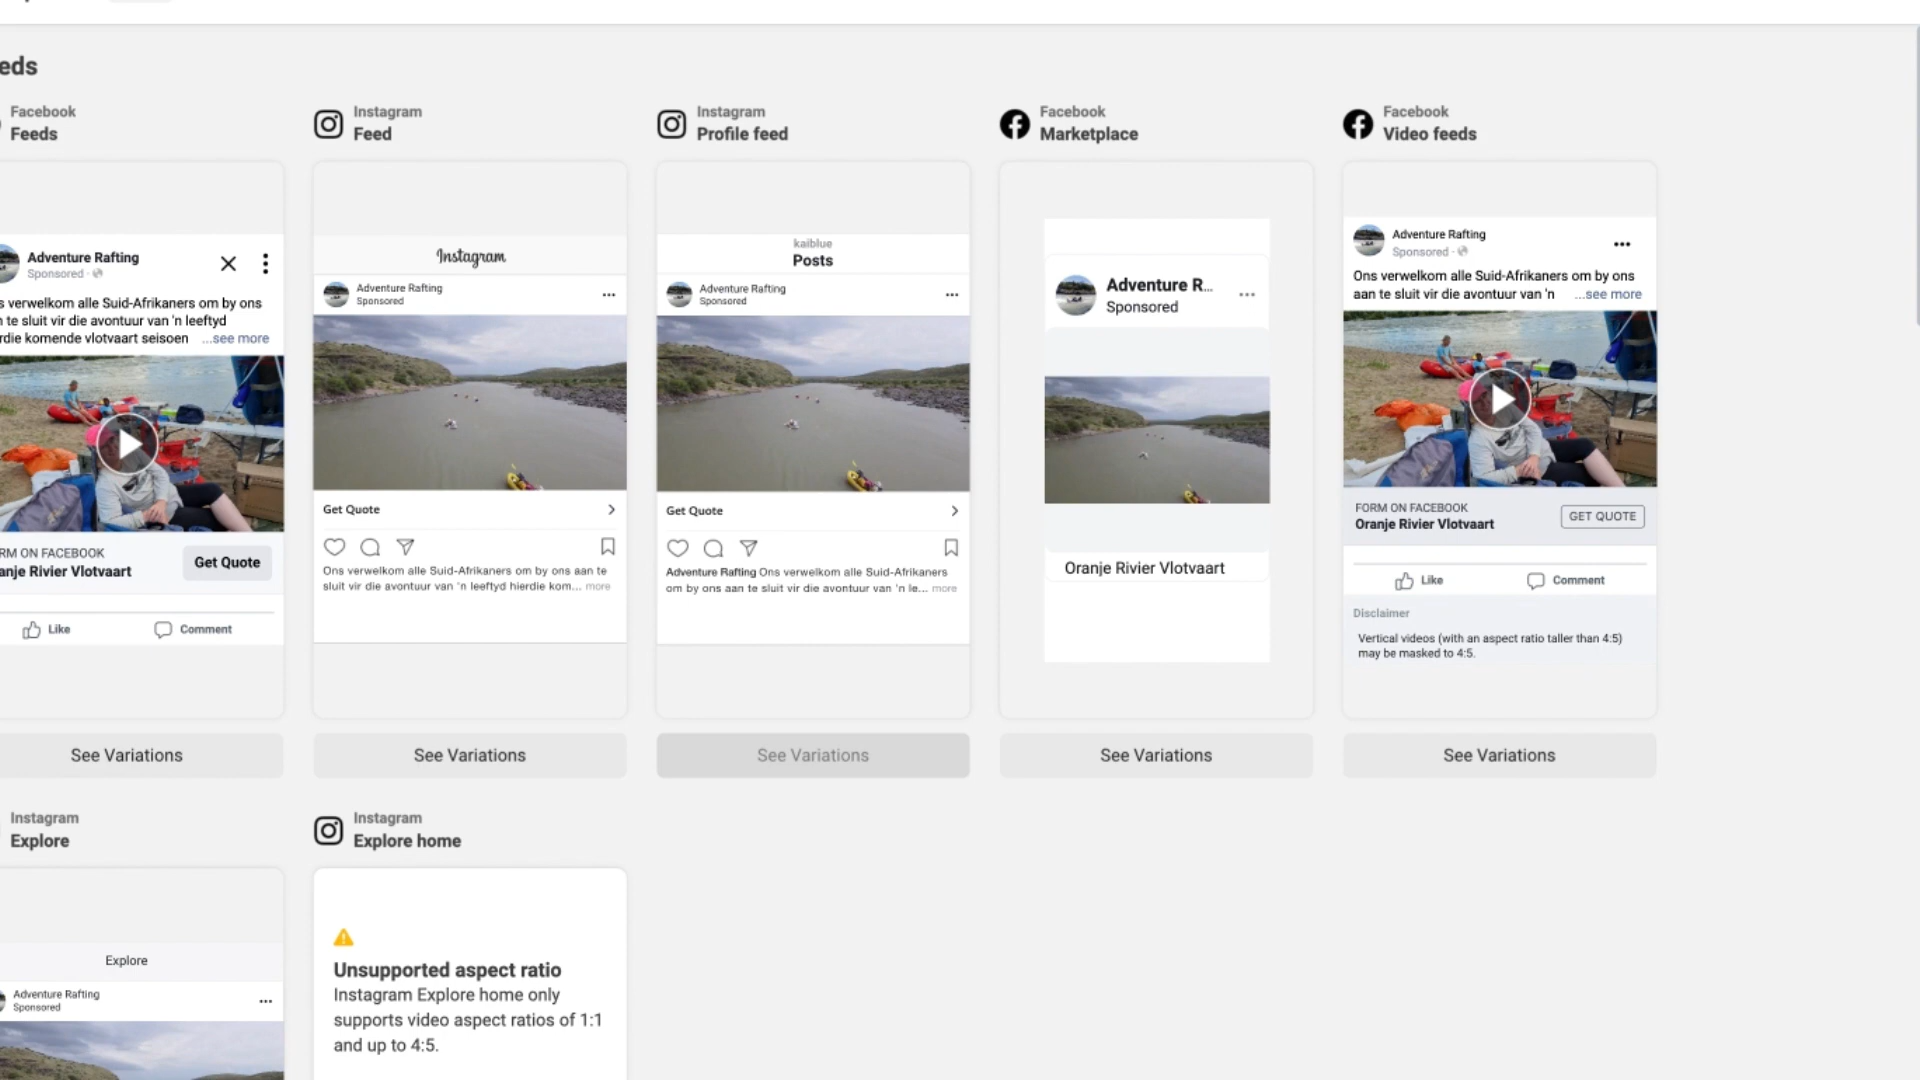 eds
Facebook
Feeds
Instagram
Feed
Instagram
Profile feed
Facebook
Marketplace
Facebook
Video feeds
Adventure Rafting
Sponsored ·
s verwelkom alle Suid-Afrikaners om by ons
te sluit vir die avontuur van 'n leeftyd
rdie komende vlotvaart seisoen ...see more
RM ON FACEBOOK
anje Rivier Vlotvaart
Get Quote
Like
Comment
See Variations
Instagram
Adventure Rafting
Sponsored
Get Quote
Ons verwelkom alle Suid-Afrikaners om by ons aan te
sluit vir die avontuur van 'n leeftyd hierdie kom... more
See Variations
kaiblue
Posts
Adventure Rafting
Sponsored
Get Quote
Adventure Rafting Ons verwelkom alle Suid-Afrikaners
om by ons aan te sluit vir die avontuur van 'n le... more
See Variations
Adventure R...
Sponsored
Oranje Rivier Vlotvaart
See Variations
Adventure Rafting
Sponsored ·
Ons verwelkom alle Suid-Afrikaners om by ons
aan te sluit vir die avontuur van 'n ...see more
FORM ON FACEBOOK
Oranje Rivier Vlotvaart
GET QUOTE
Like
Comment
Disclaimer
Vertical videos (with an aspect ratio taller than 4:5)
may be masked to 4:5.
See Variations
Instagram
Explore
Instagram
Explore home
Explore
Adventure Rafting
Sponsored
Unsupported aspect ratio
Instagram Explore home only
supports video aspect ratios of 1:1
and up to 4:5.